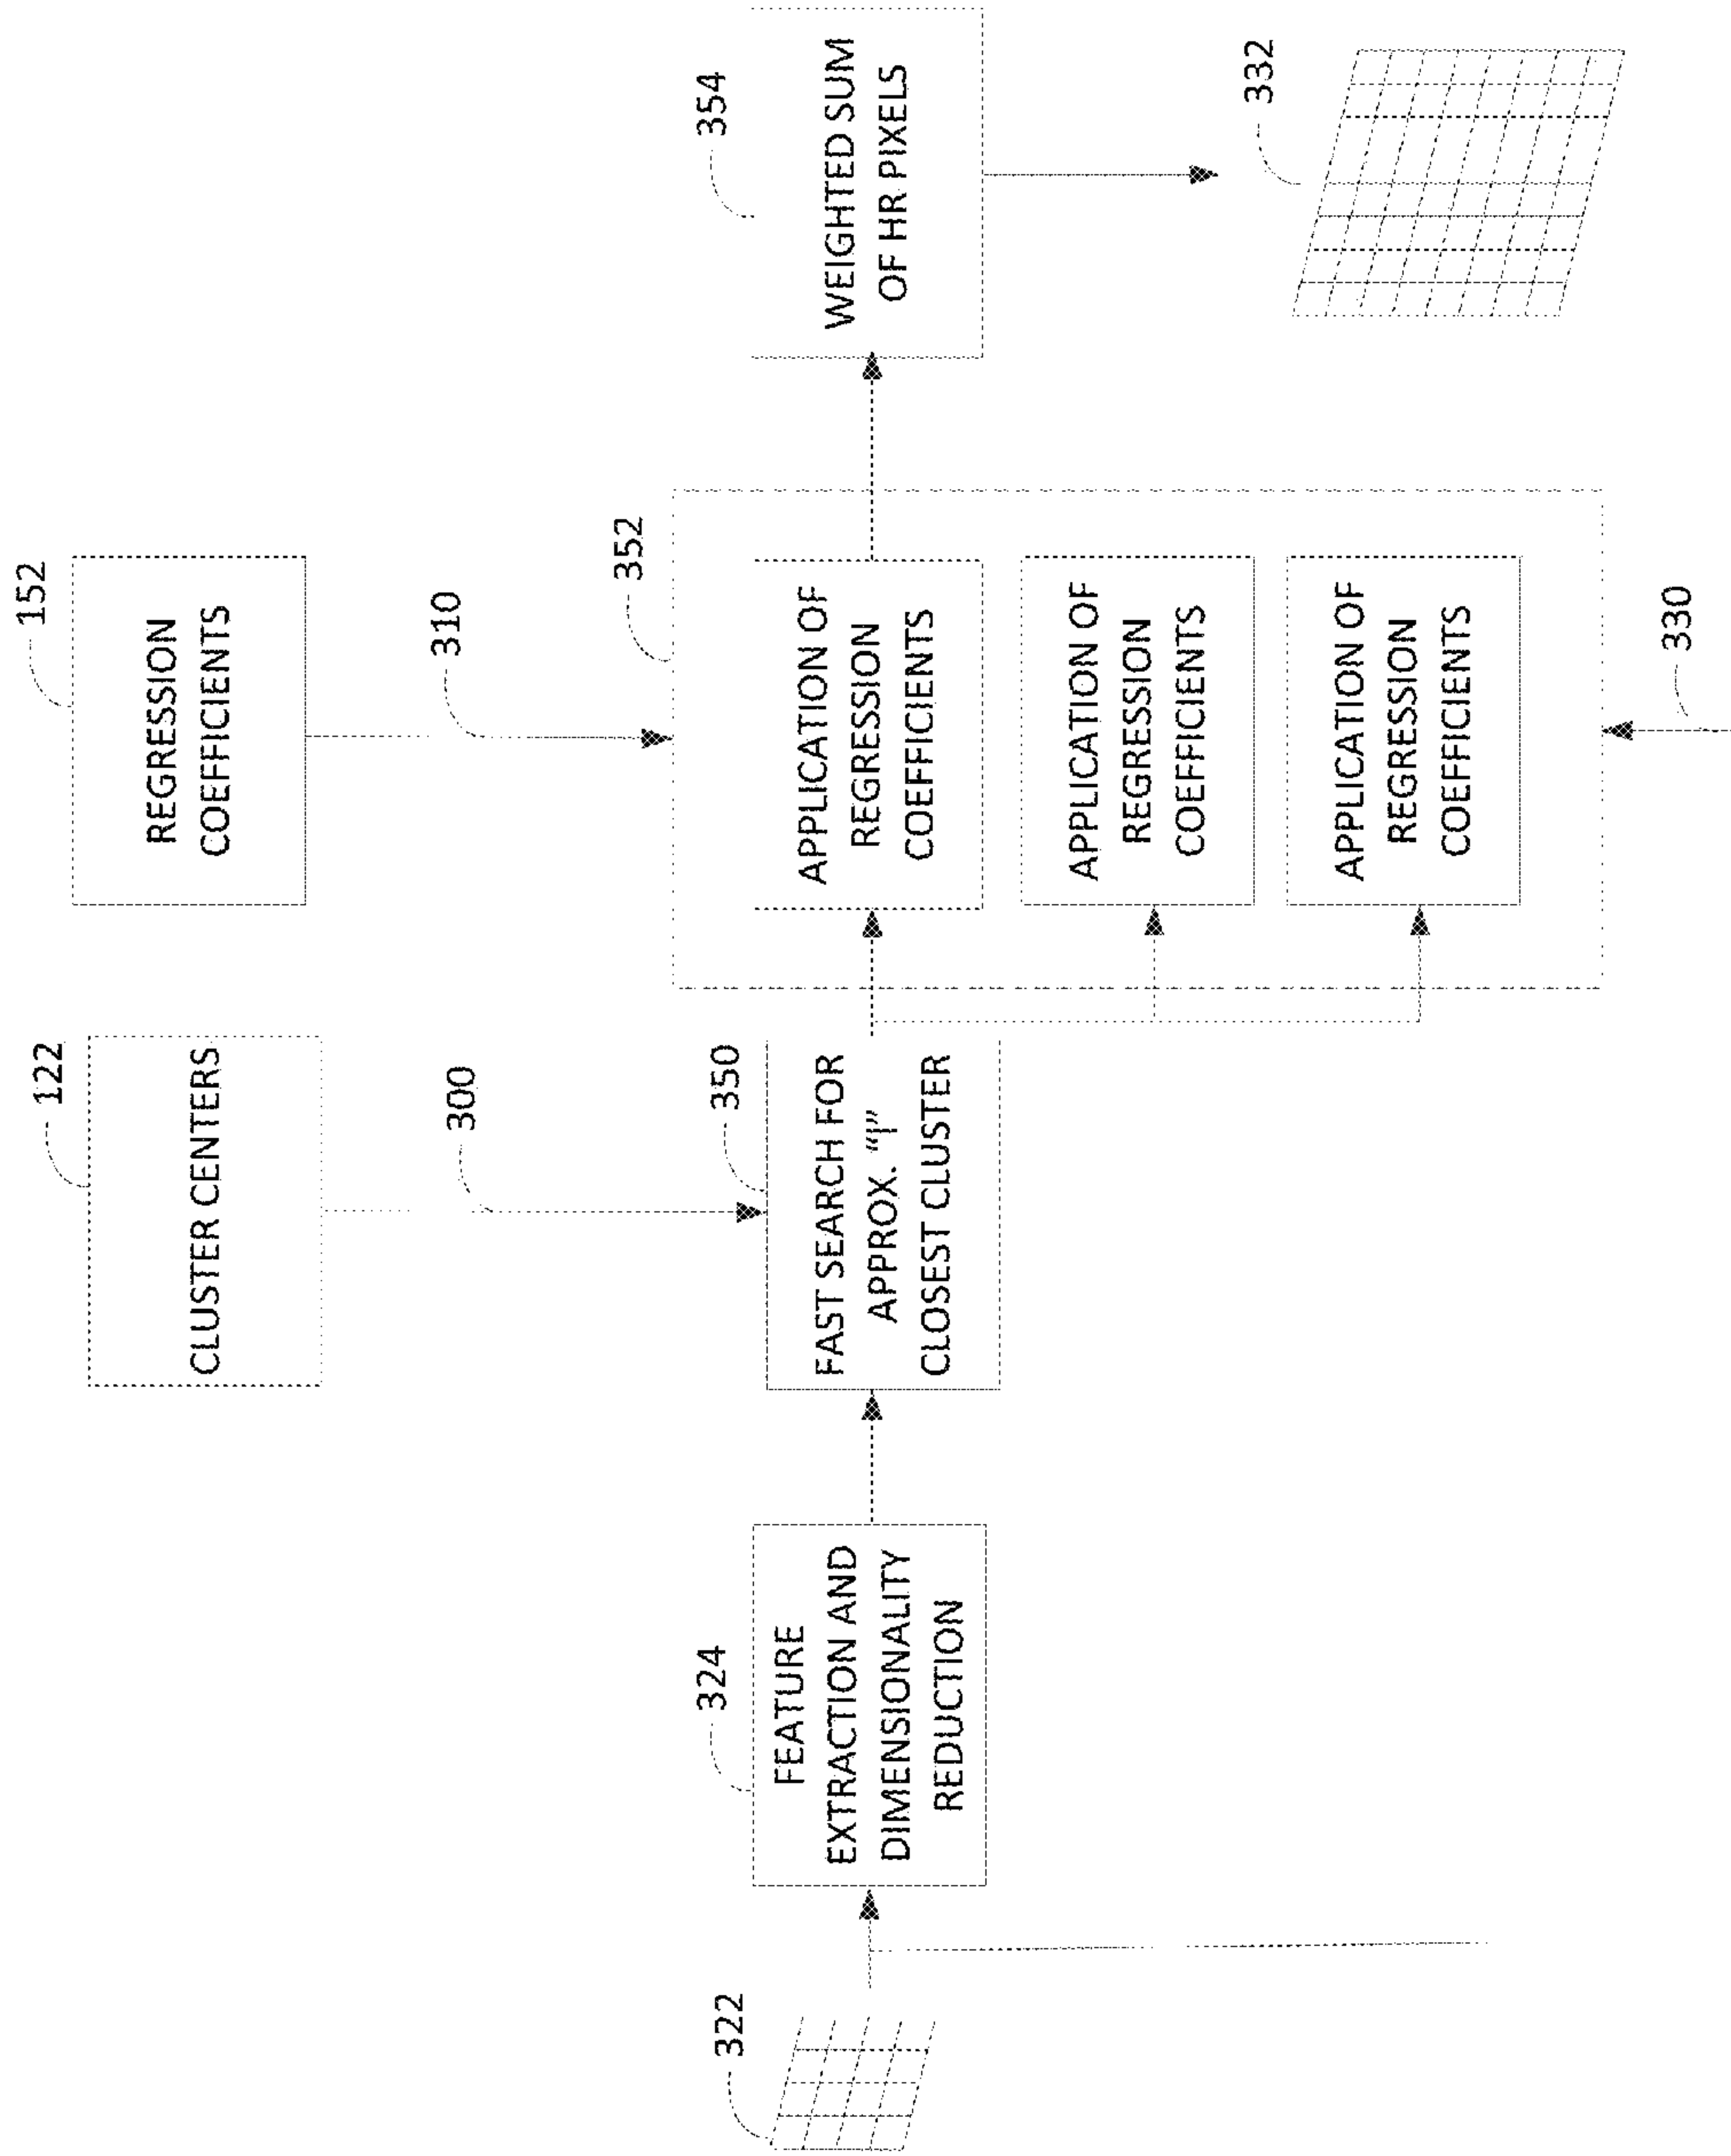 122
CLUSTER CENTERS
152
REGRESSION
COEFFICIENTS
300
310
322
324
FEATURE
EXTRACTION AND
DIMENSIONALITY
REDUCTION
350
FAST SEARCH FOR
APPROX. “l”
CLOSEST CLUSTER
352
APPLICATION OF
REGRESSION
COEFFICIENTS
APPLICATION OF
REGRESSION
COEFFICIENTS
APPLICATION OF
REGRESSION
COEFFICIENTS
354
WEIGHTED SUM
OF HR PIXELS
330
332